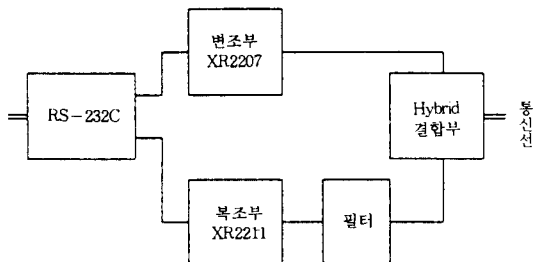 변조부
XR2207
RS-232C
Hybrid
결합부
통신선
복조부
XR2211
필터